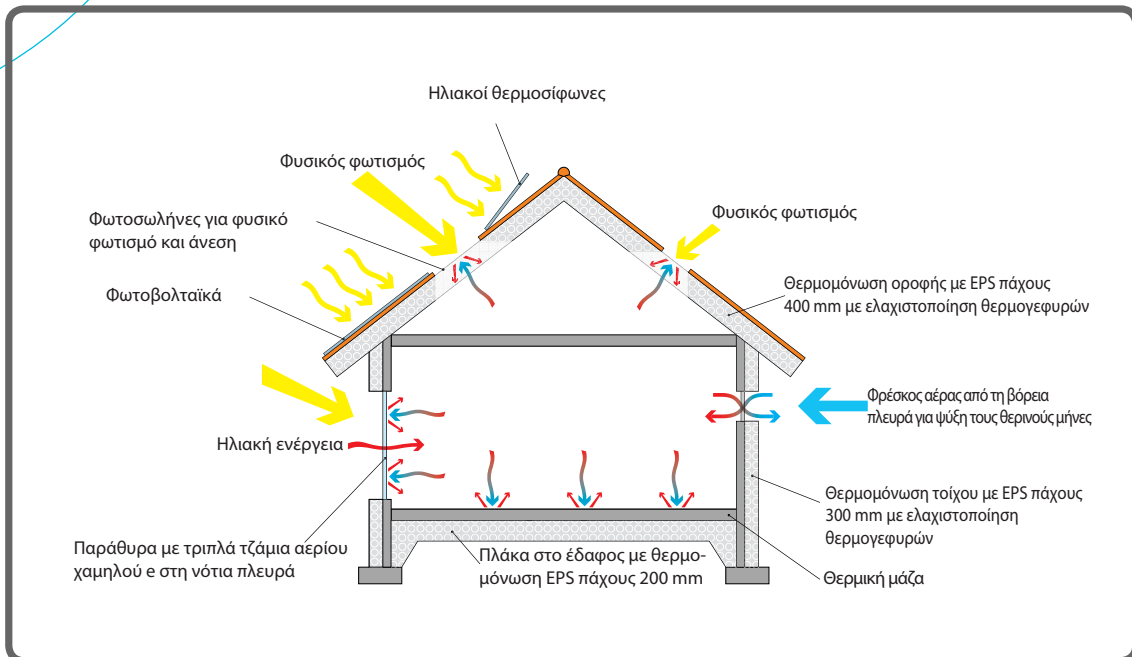 Ηλιακοί θερμοσίφωνες
Φυσικός φωτισμός
Φωτοσωλήνες για φυσικό
φωτισμό και άνεση
Φωτοβολταϊκά
Φυσικός φωτισμός
Θερμομόνωση οροφής με EPS πάχους
400 mm με ελαχιστοποίηση θερμογεφυρών
Φρέσκος αέρας από τη βόρεια
πλευρά για ψύξη τους θερινούς μήνες
Ηλιακή ενέργεια
Θερμομόνωση τοίχου με EPS πάχους
300 mm με ελαχιστοποίηση
θερμογεφυρών
Παράθυρα με τριπλά τζάμια αερίου
χαμηλού e στη νότια πλευρά
Πλάκα στο έδαφος με θερμο-
μόνωση EPS πάχους 200 mm
Θερμική μάζα